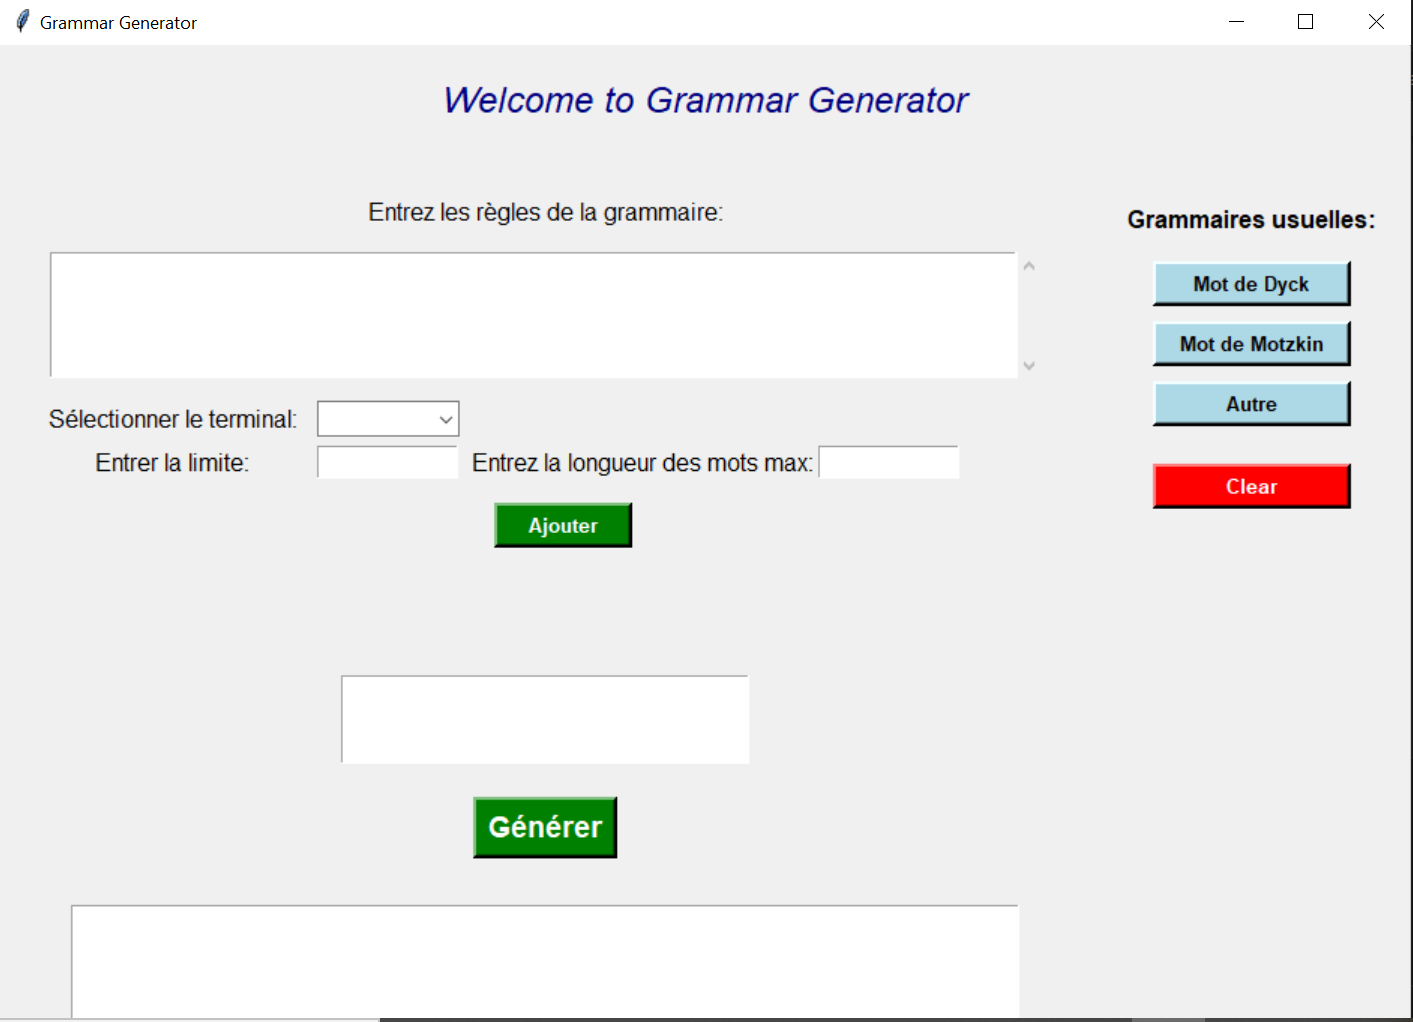 Grammar Generator
Welcome to Grammar Generator
Entrez les règles de la grammaire:
Sélectionner le terminal:
Entrer la limite:
Entrez la longueur des mots max:
Ajouter
Générer
Grammaires usuelles:
Mot de Dyck
Mot de Motzkin
Autre
Clear